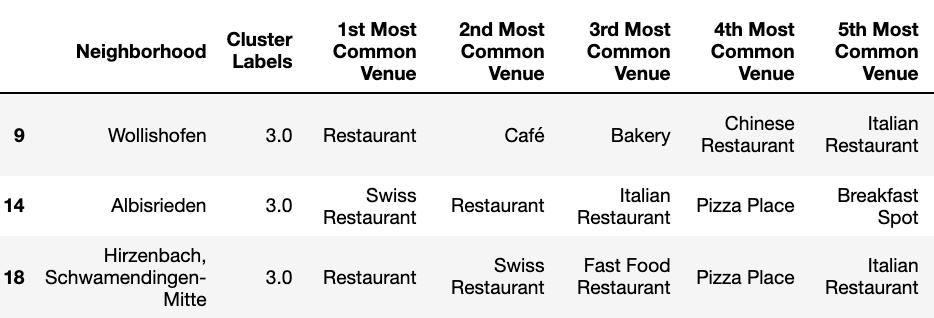 Neighborhood Cluster Labels 1st Most Common Venue 2nd Most Common Venue 3rd Most Common Venue 4th Most Common Venue 5th Most Common Venue
9 Wollishofen 3.0 Restaurant Café Bakery Chinese Restaurant Italian Restaurant
14 Albisrieden 3.0 Swiss Restaurant Restaurant Italian Restaurant Pizza Place Breakfast Spot
18 Hirzenbach, Schwamendingen-Mitte 3.0 Restaurant Swiss Restaurant Fast Food Restaurant Pizza Place Italian Restaurant